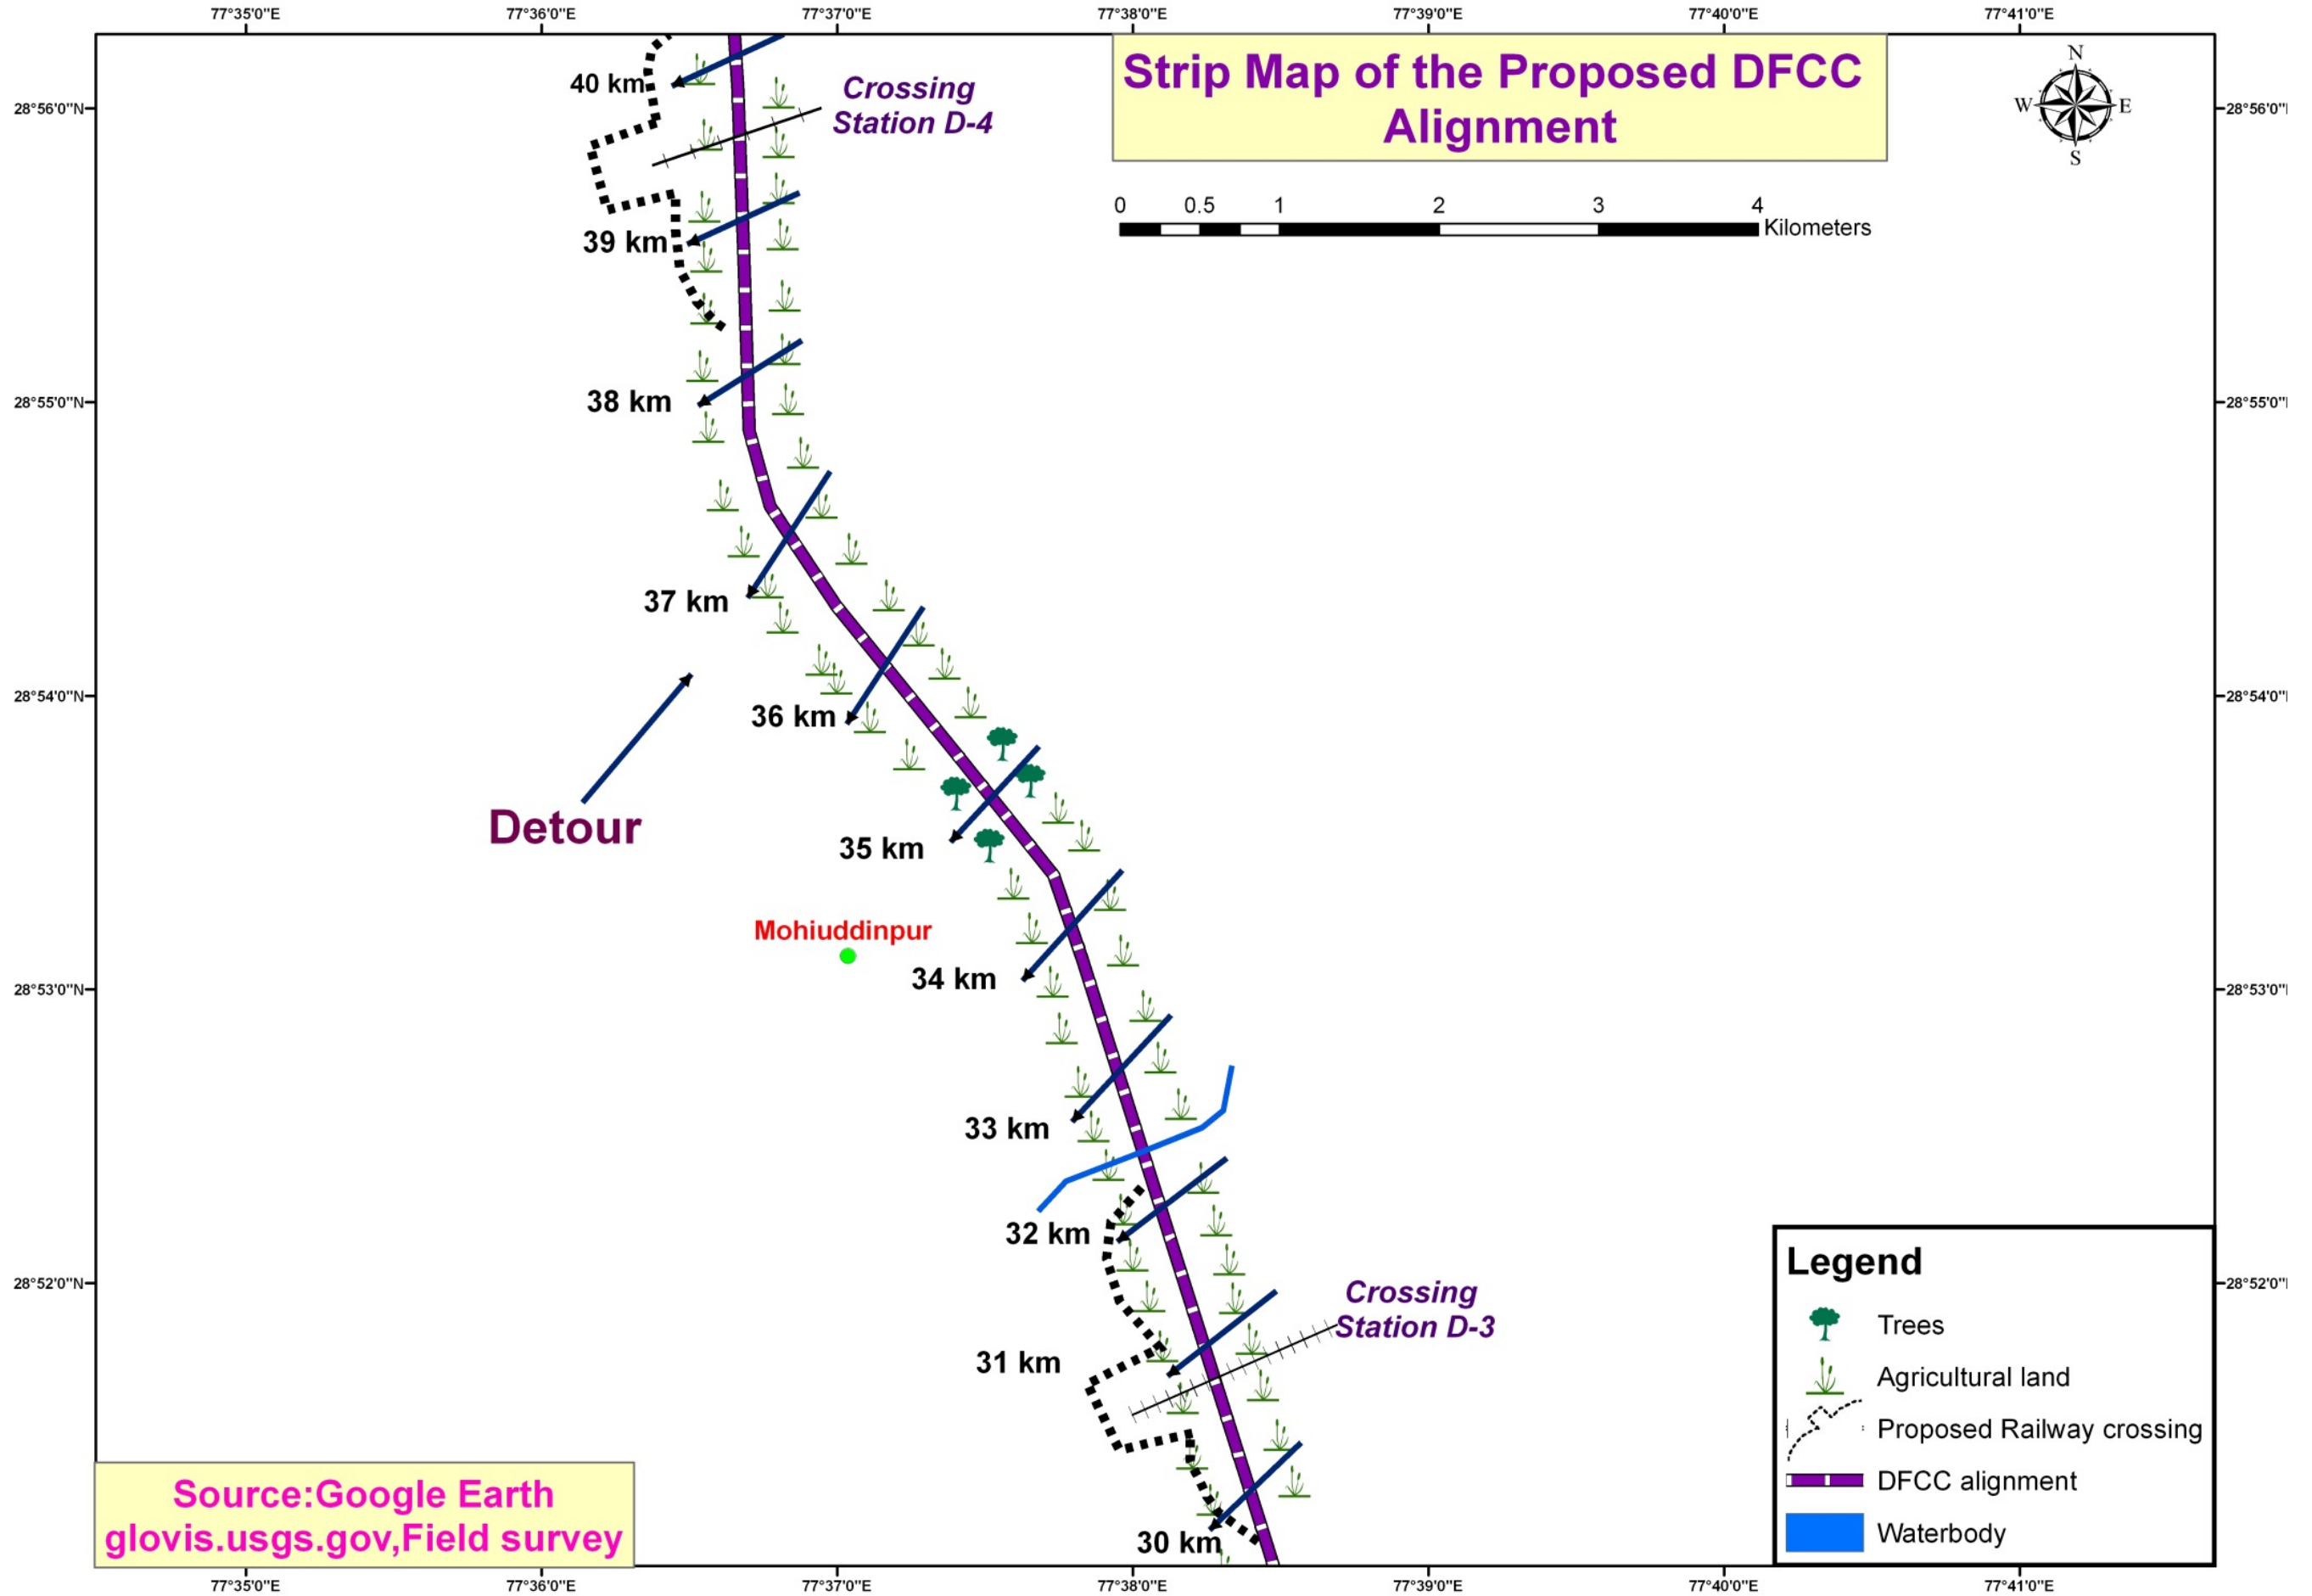 77°35'0"E 77°36'0"E 77°37'0"E 77°38'0"E 77°39'0"E 77°40'0"E 77°41'0"E
Strip Map of the Proposed DFCC
Alignment
N
W E
S
0 0.5 1 2 3 4
Kilometers
40 km
Crossing
Station D-4
28°56'0"N 28°56'0"
39 km
38 km
28°55'0"N 28°55'0"
37 km
28°54'0"N 28°54'0"
36 km
Detour
35 km
Mohiuddinpur
34 km
28°53'0"N 28°53'0"
33 km
32 km
28°52'0"N 28°52'0"
Crossing
Station D-3
31 km
30 km
Legend
Trees
Agricultural land
Proposed Railway crossing
DFCC alignment
Waterbody
Source:Google Earth
glovis.usgs.gov,Field survey
77°35'0"E 77°36'0"E 77°37'0"E 77°38'0"E 77°39'0"E 77°40'0"E 77°41'0"E